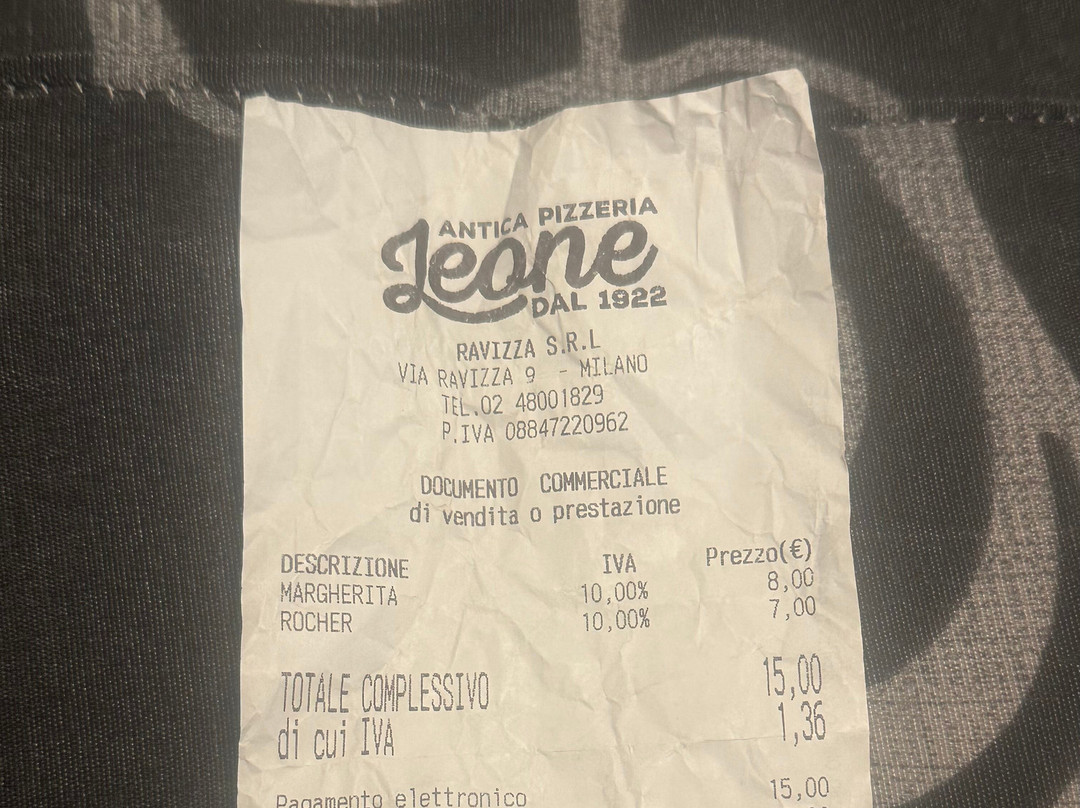 ANTICA PIZZERIA
Leone
DAL 1922
RAVIZZA S.R.L
VIA RAVIZZA 9 - MILANO
TEL.02 48001829
P.IVA 08847220962
DOCUMENTO COMMERCIALE
di vendita o prestazione
DESCRIZIONE IVA Prezzo(€)
MARGHERITA 10,00% 8,00
ROCHER 10,00% 7,00
TOTALE COMPLESSIVO 15,00
di cui IVA 1,36
Pagamento elettronico 15,00